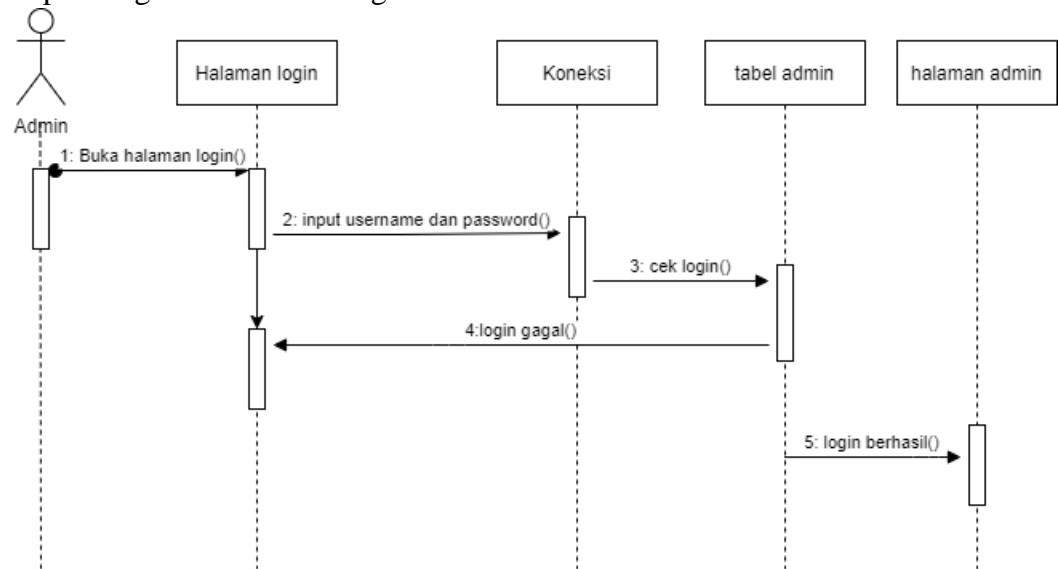 Halaman login
Koneksi
tabel admin
halaman admin
Admin
1: Buka halaman login()
2: input username dan password()
3: cek login()
4:login gagal()
5: login berhasil()